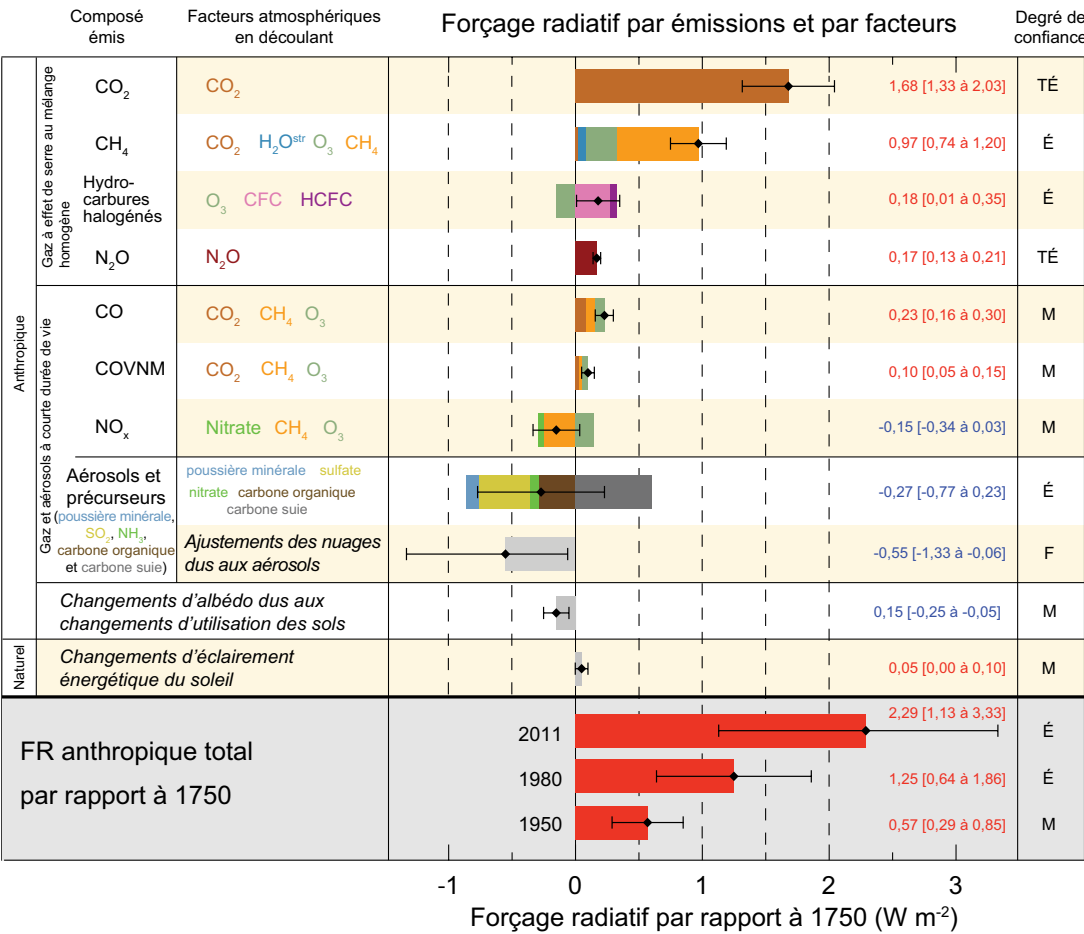 Composé
émis
Facteurs atmosphériques
en découlant
Forçage radiatif par émissions et par facteurs
Degré de
confiance
Anthropique
Gaz à effet de serre au mélange
homogène
CO₂
CO₂
1,68 [1,33 à 2,03]
TÉ
CH₄
CO₂ H₂Oˢᵗʳ O₃ CH₄
0,97 [0,74 à 1,20]
É
Hydro-
carbures
halogénés
O₃ CFC HCFC
0,18 [0,01 à 0,35]
É
N₂O
N₂O
0,17 [0,13 à 0,21]
TÉ
Gaz et aérosols à courte durée de vie
CO
CO₂ CH₄ O₃
0,23 [0,16 à 0,30]
M
COVNM
CO₂ CH₄ O₃
0,10 [0,05 à 0,15]
M
NOₓ
Nitrate CH₄ O₃
-0,15 [-0,34 à 0,03]
M
Aérosols et
précurseurs
(poussière minérale,
SO₂, NH₃,
carbone organique
et carbone suie)
poussière minérale sulfate
nitrate carbone organique
carbone suie
-0,27 [-0,77 à 0,23]
É
Ajustements des nuages
dus aux aérosols
-0,55 [-1,33 à -0,06]
F
Changements d'albédo dus aux
changements d'utilisation des sols
0,15 [-0,25 à -0,05]
M
Naturel
Changements d'éclairement
énergétique du soleil
0,05 [0,00 à 0,10]
M
FR anthropique total
par rapport à 1750
2011
2,29 [1,13 à 3,33]
É
1980
1,25 [0,64 à 1,86]
É
1950
0,57 [0,29 à 0,85]
M
-1 0 1 2 3
Forçage radiatif par rapport à 1750 (W m⁻²)